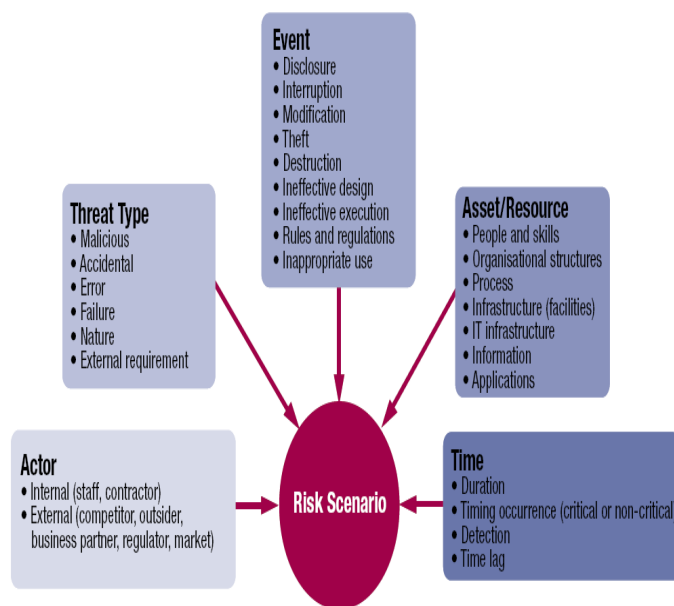 Event
• Disclosure
• Interruption
• Modification
• Theft
• Destruction
• Ineffective design
• Ineffective execution
• Rules and regulations
• Inappropriate use
Threat Type
• Malicious
• Accidental
• Error
• Failure
• Nature
• External requirement
Asset/Resource
• People and skills
• Organisational structures
• Process
• Infrastructure (facilities)
• IT infrastructure
• Information
• Applications
Actor
• Internal (staff, contractor)
• External (competitor, outsider,
business partner, regulator, market)
Risk Scenario
Time
• Duration
• Timing occurrence (critical or non-critical)
• Detection
• Time lag